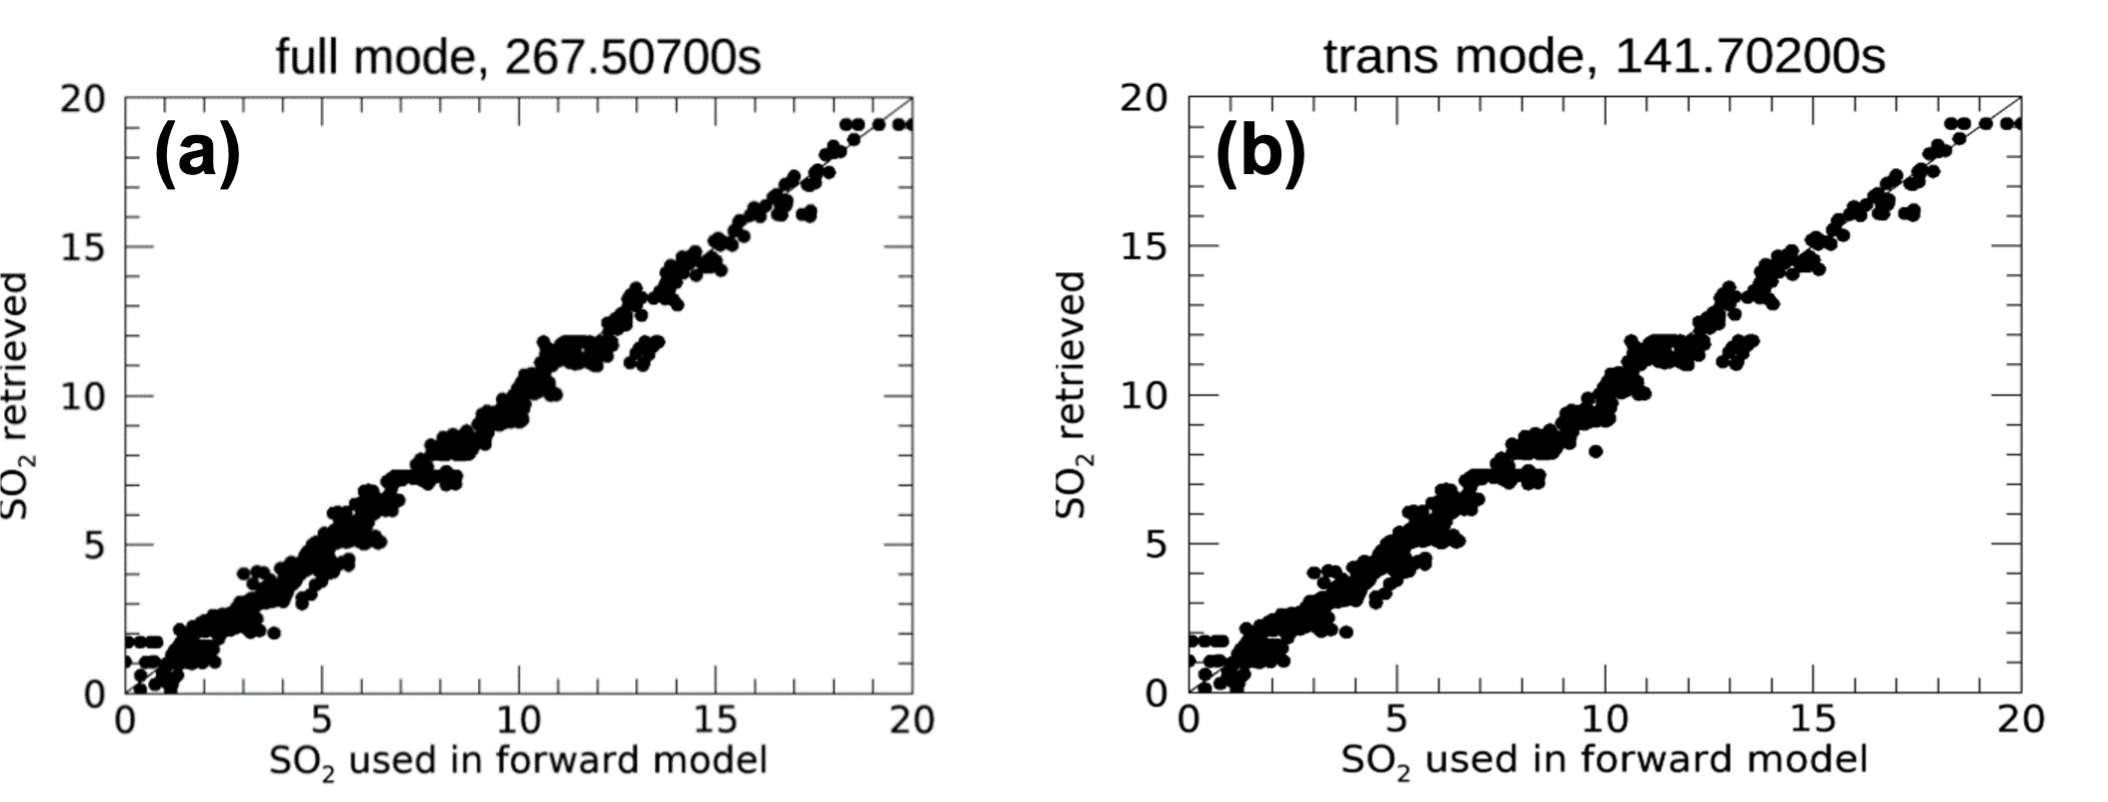 full mode, 267.50700s
(a)
20
15
10
5
0
0 5 10 15 20
SO2 retrieved
SO2 used in forward model
trans mode, 141.70200s
(b)
20
15
10
5
0
0 5 10 15 20
SO2 retrieved
SO2 used in forward model